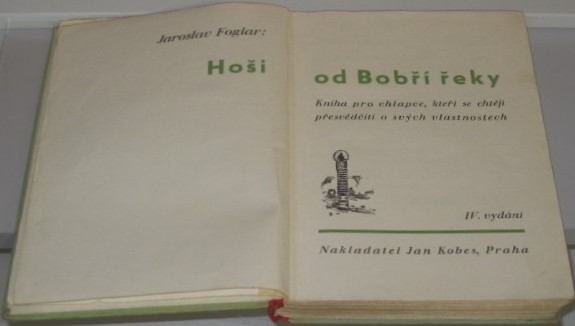 Jaroslav Foglar:
Hoši od Bobří řeky
Kniha pro chlapce, kteří se chtějí
přesvědčiti o svých vlastnostech
IV. vydání
Nakladatel Jan Kobes, Praha